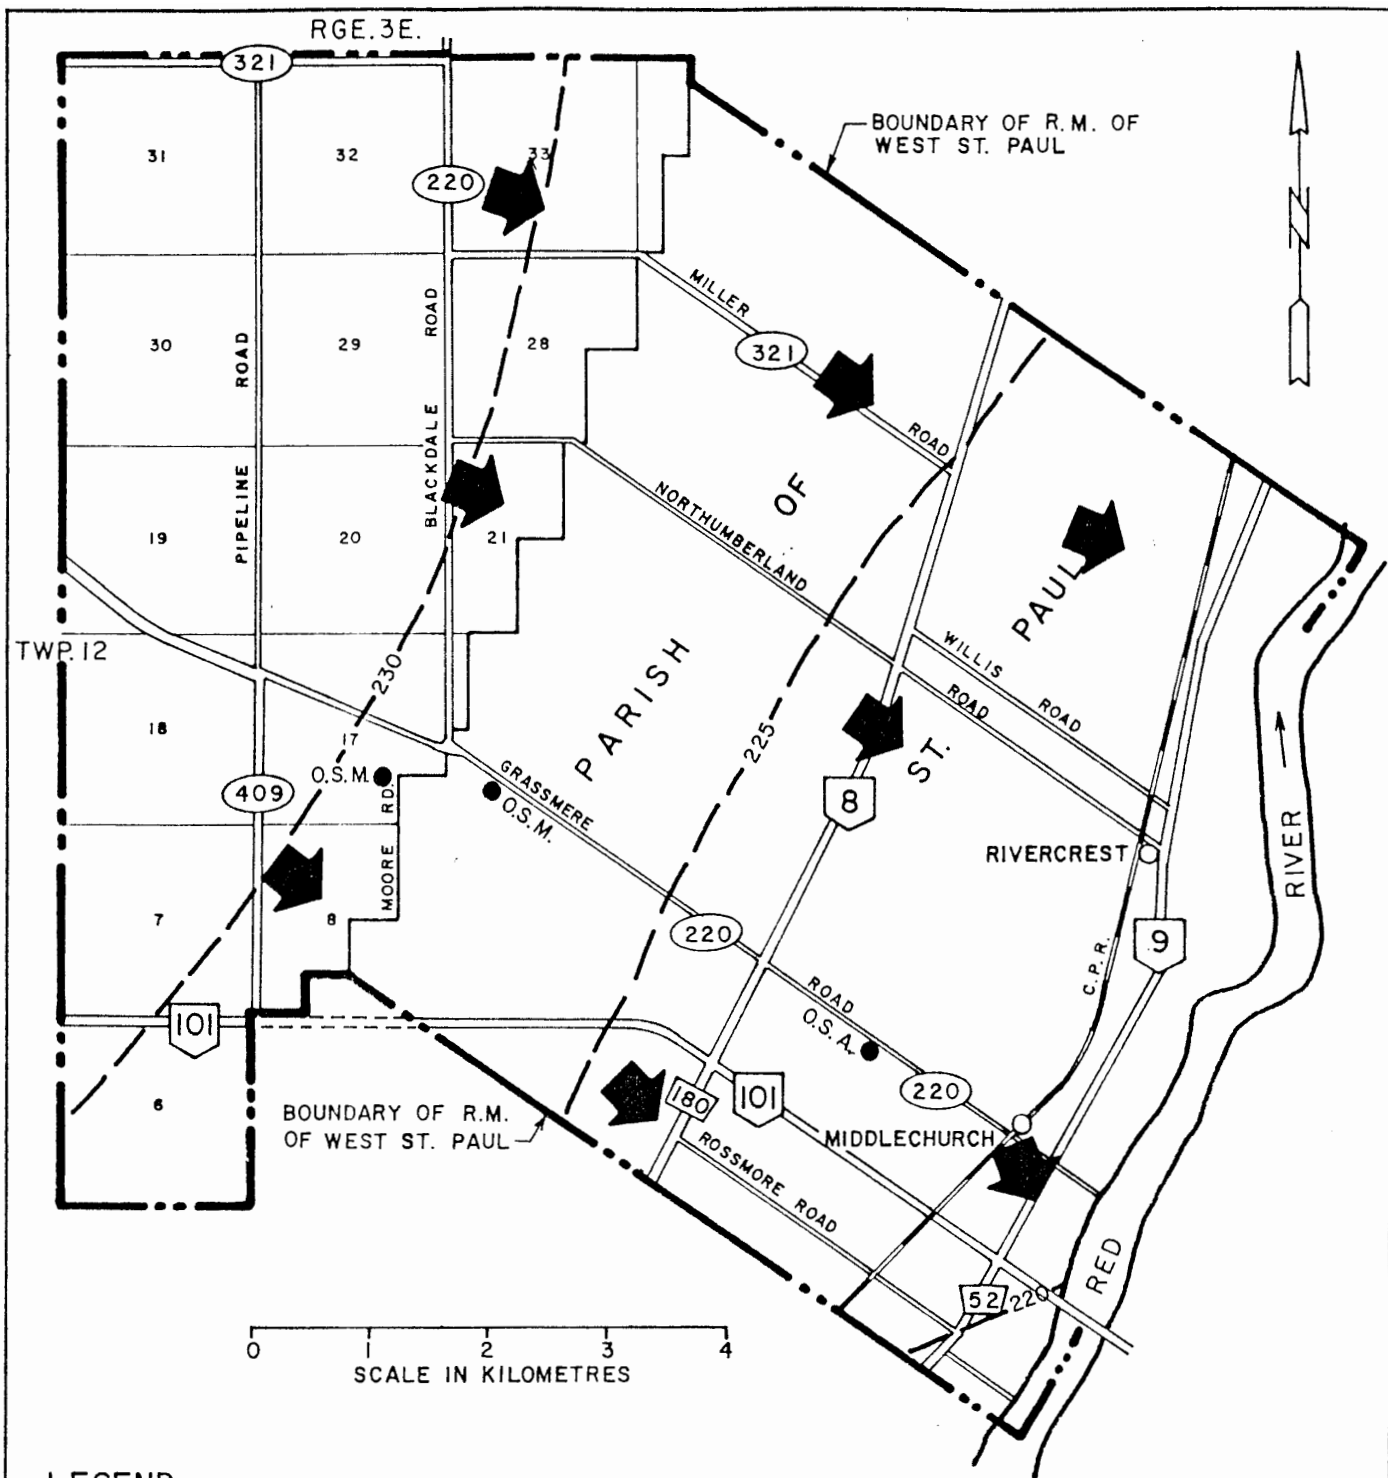 RGE. 3E.
321
BOUNDARY OF R.M. OF
WEST ST. PAUL
N
31
32
33
220
MILLER
321
ROAD
30
29
28
PIPELINE ROAD
BLACKDALE ROAD
19
20
21
NORTHUMBERLAND
ROAD
WILLIS
ROAD
PARISH
OF
ST.
PAUL
TWP. 12
230
225
18
17
O.S.M.
O.S.M.
MOORE RD.
GRASSMERE
409
8
RIVERCREST
RIVER
7
8
220
ROAD
O.S.A.
C.P.R.
9
101
6
BOUNDARY OF R.M.
OF WEST ST. PAUL
180
101
220
MIDDLECHURCH
ROSSMORE ROAD
RED
52
220
0 1 2 3 4
SCALE IN KILOMETRES
LEGEND